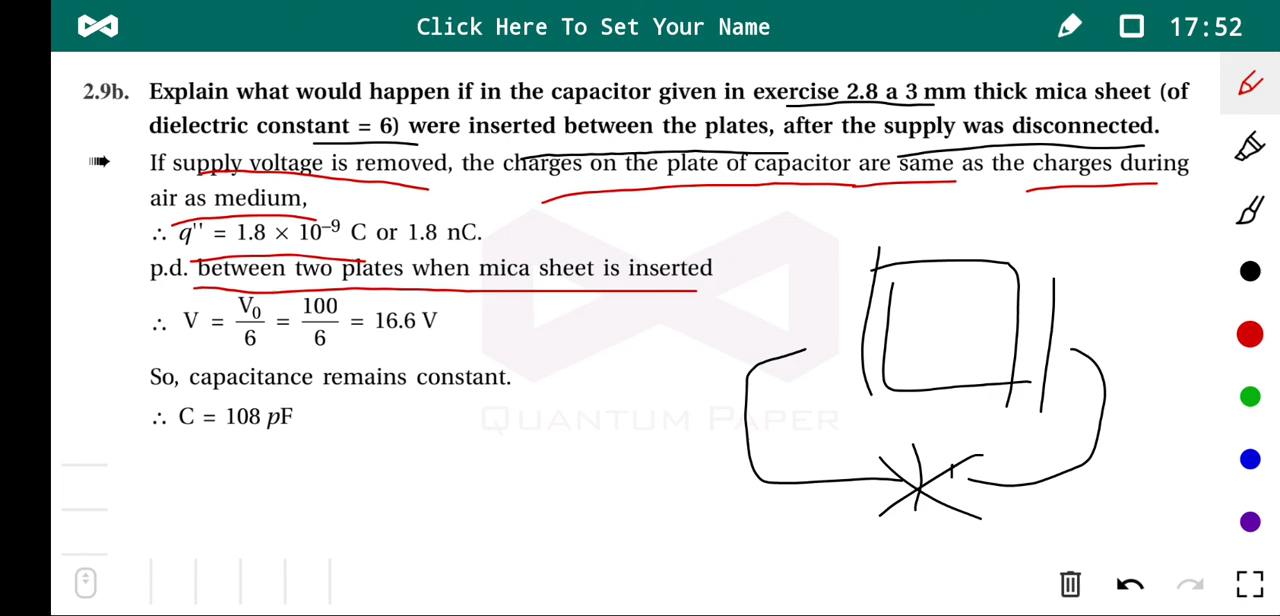 Click Here To Set Your Name
17:52
2.9b. Explain what would happen if in the capacitor given in exercise 2.8 a 3 mm thick mica sheet (of
dielectric constant = 6) were inserted between the plates, after the supply was disconnected.
➠ If supply voltage is removed, the charges on the plate of capacitor are same as the charges during
air as medium,
∴ q'' = 1.8 × 10⁻⁹ C or 1.8 nC.
p.d. between two plates when mica sheet is inserted
∴ V = V₀/6 = 100/6 = 16.6 V
So, capacitance remains constant.
∴ C = 108 pF
QUANTUM PAPER